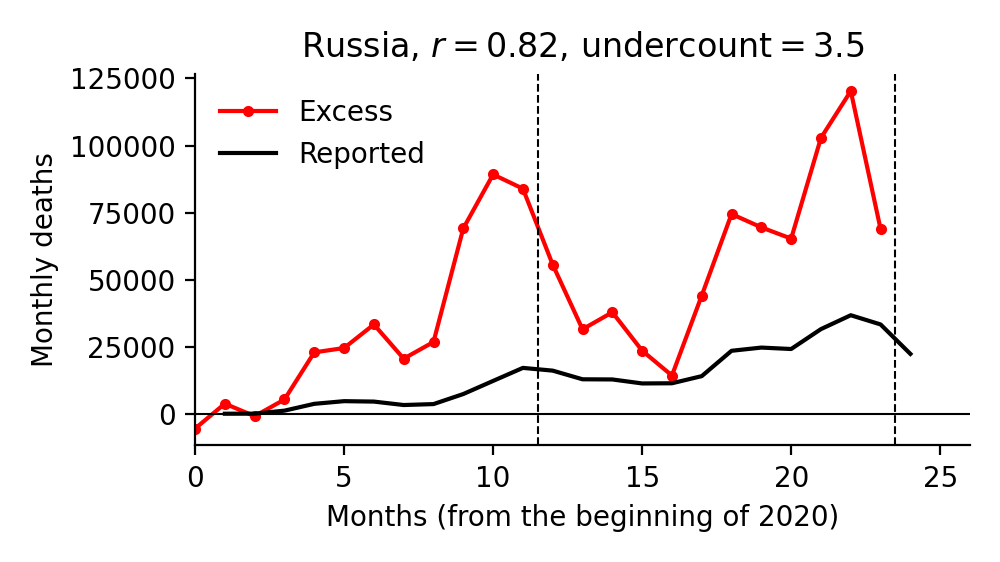 Russia, r = 0.82, undercount = 3.5
Excess
Reported
Monthly deaths
125000
100000
75000
50000
25000
0
0 5 10 15 20 25
Months (from the beginning of 2020)